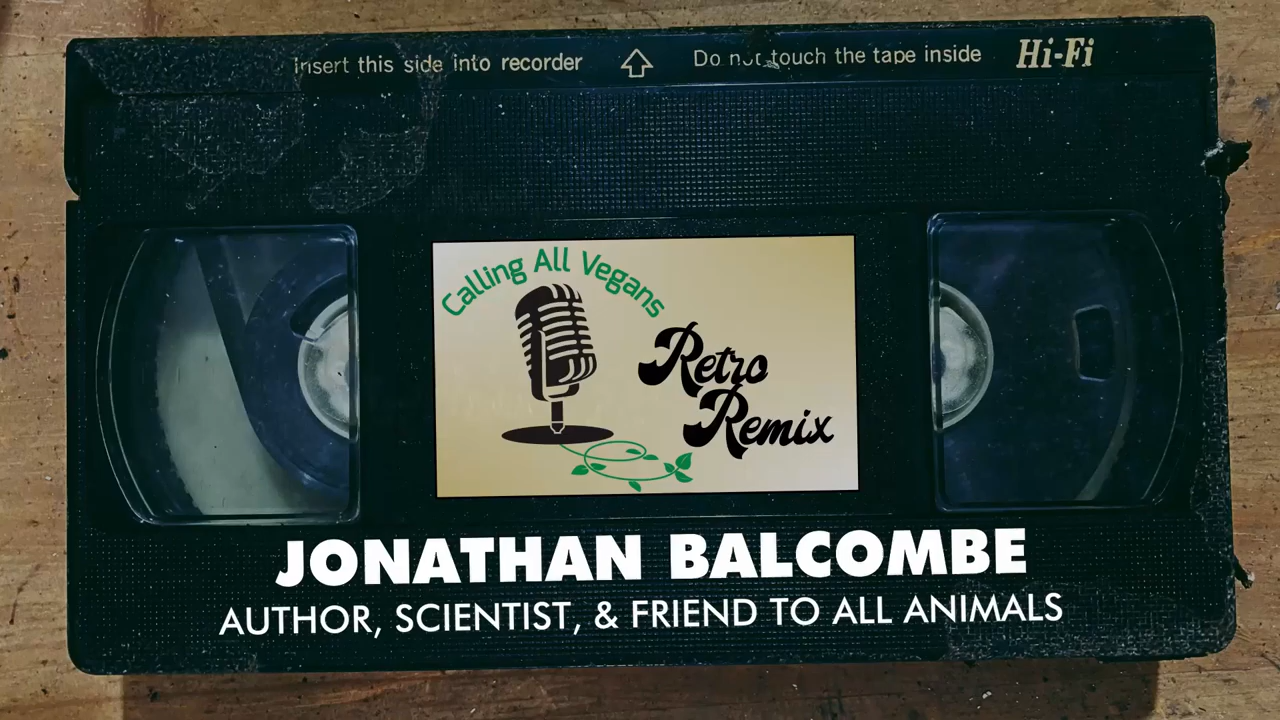 insert this side into recorder Do not touch the tape inside Hi-Fi
Calling All Vegans
Retro
Remix
JONATHAN BALCOMBE
AUTHOR, SCIENTIST, & FRIEND TO ALL ANIMALS